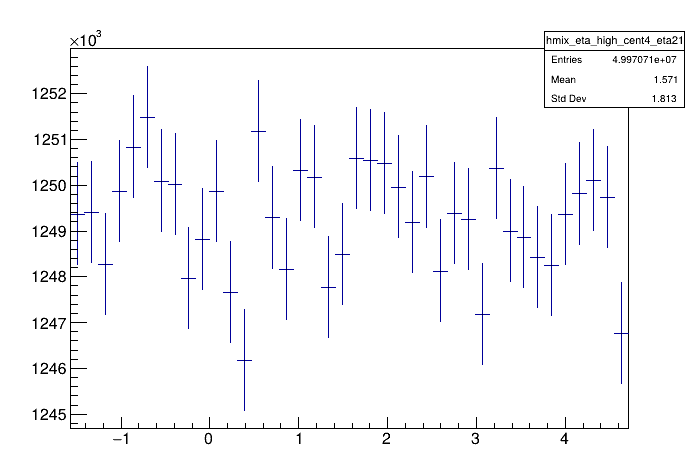 ×10³
hmix_eta_high_cent4_eta21
Entries 4.997071e+07
Mean 1.571
Std Dev 1.813
1252
1251
1250
1249
1248
1247
1246
1245
−1 0 1 2 3 4